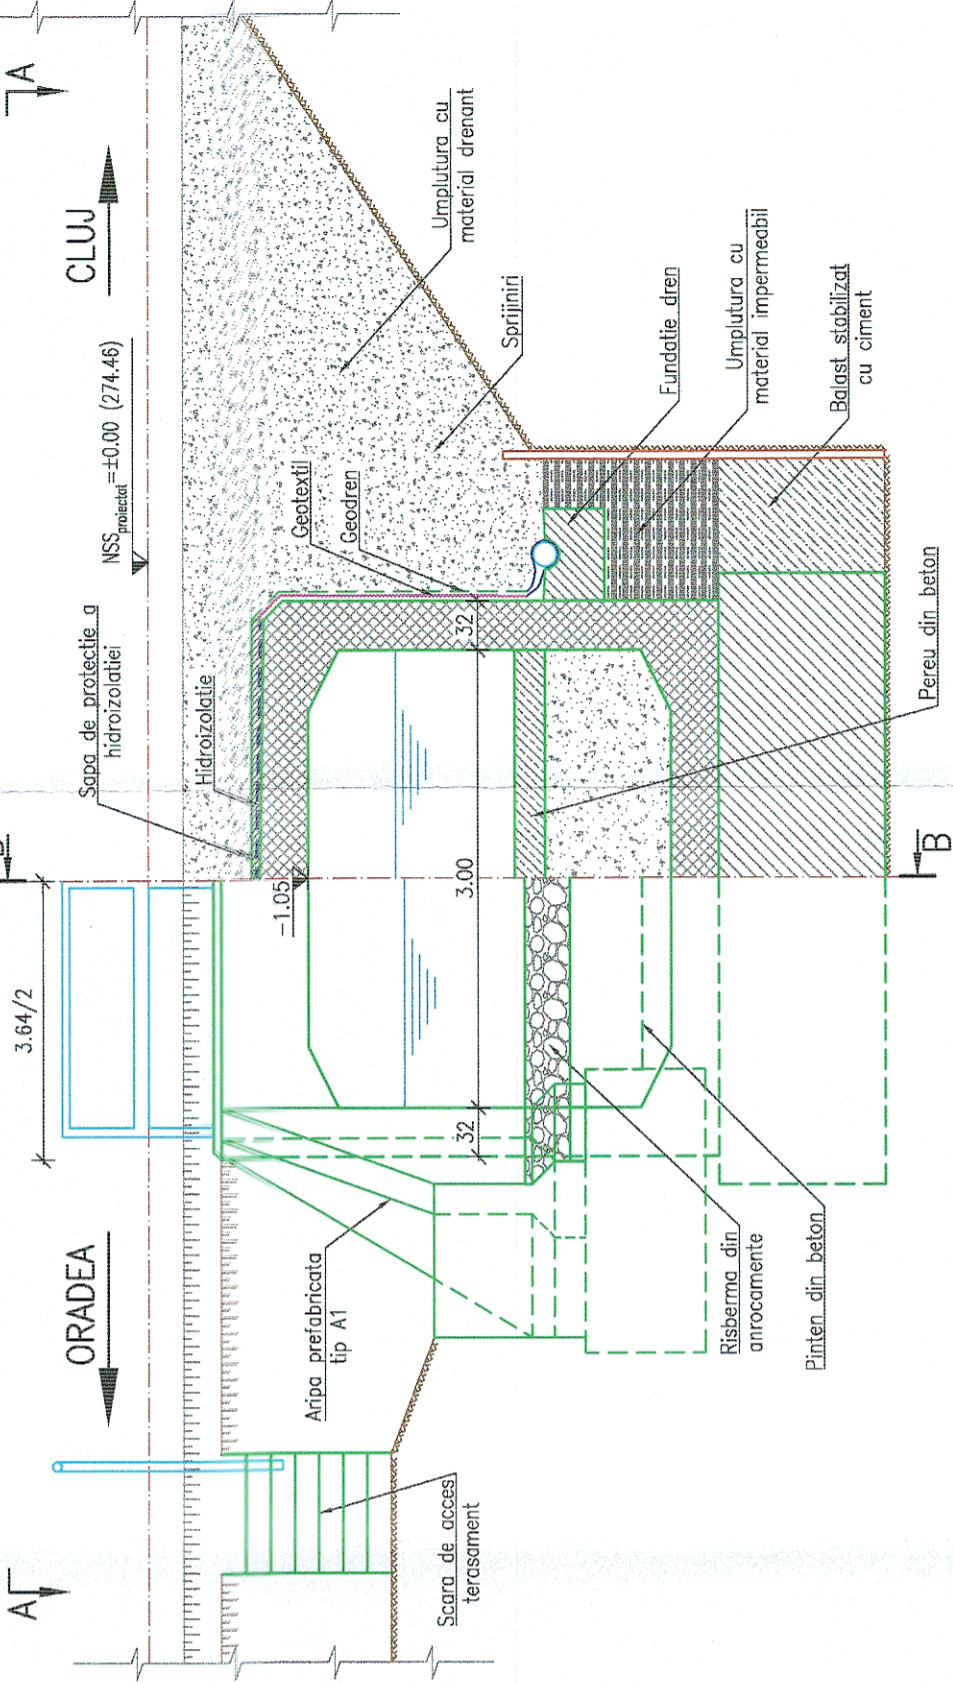 A
ORADEA
3.64/2
B
NSSproiectat=±0.00 (274.46)
CLUJ
A
Sapa de protectie a
hidroizolatiei
Hidroizolatie
-1.05
Geotextil
Geodren
Umplutura cu
material drenant
Sprijiniri
Aripa prefabricata
tip A1
Scara de acces
terasament
32
3.00
32
Fundatie dren
Umplutura cu
material impermeabil
Balast stabilizat
cu ciment
Risberma din
anrocamente
Pinten din beton
Pereu din beton
B